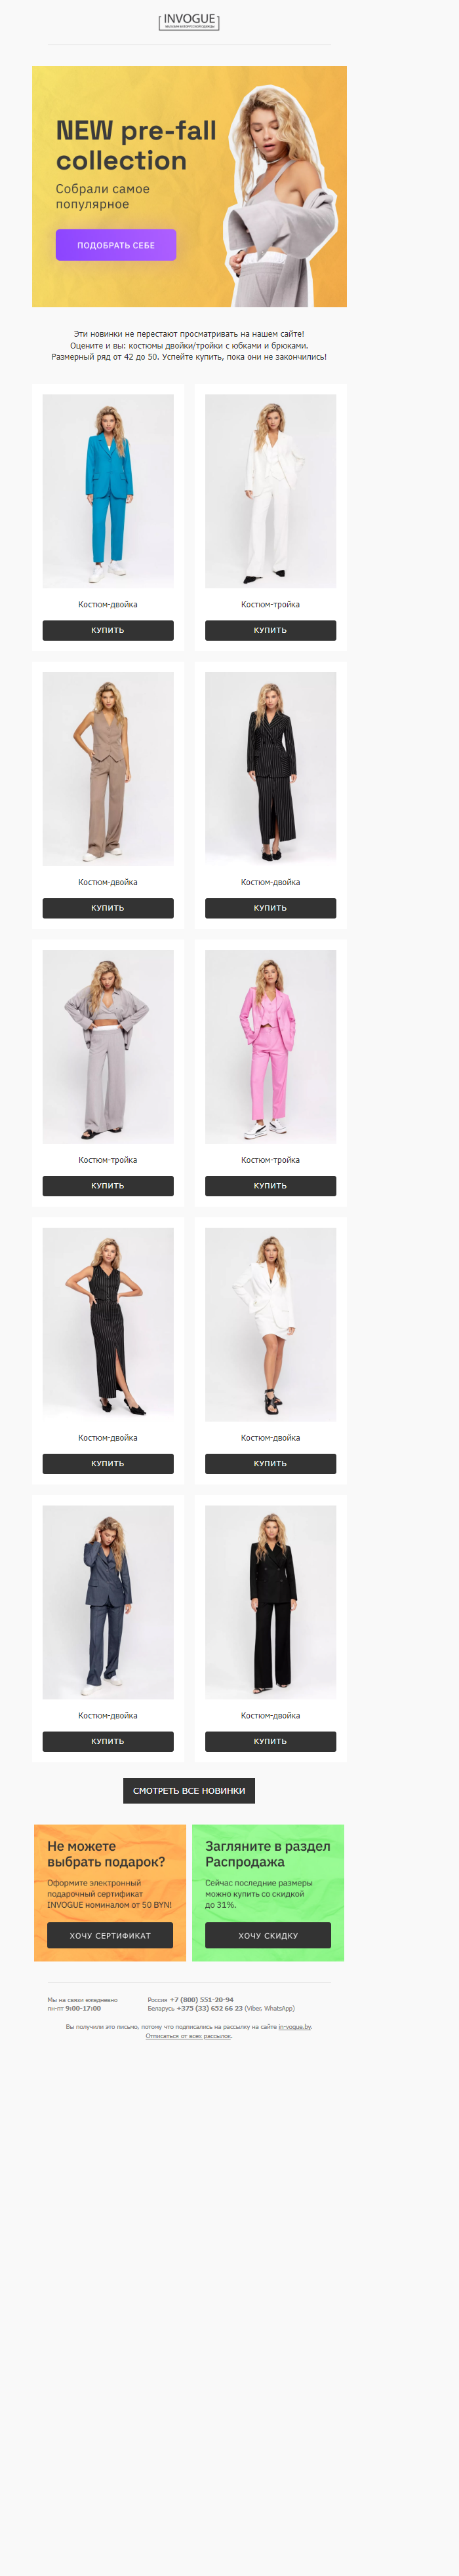 INVOGUE
NEW pre-fall
collection
Собрали самое
популярное
ПОДОБРАТЬ СЕБЕ
Эти новинки не перестают просматривать на нашем сайте!
Оцените и вы: костюмы двойки/тройки с юбками и брюками.
Размерный ряд от 42 до 50. Успейте купить, пока они не закончились!
Костюм-двойка
КУПИТЬ
Костюм-тройка
КУПИТЬ
Костюм-двойка
КУПИТЬ
Костюм-двойка
КУПИТЬ
Костюм-тройка
КУПИТЬ
Костюм-тройка
КУПИТЬ
Костюм-двойка
КУПИТЬ
Костюм-двойка
КУПИТЬ
Костюм-двойка
КУПИТЬ
Костюм-двойка
КУПИТЬ
СМОТРЕТЬ ВСЕ НОВИНКИ
Не можете
выбрать подарок?
Оформите электронный
подарочный сертификат
INVOGUE номиналом от 50 BYN!
ХОЧУ СЕРТИФИКАТ
Загляните в раздел
Распродажа
Сейчас последние размеры
можно купить со скидкой
до 31%.
ХОЧУ СКИДКУ
Мы на связи ежедневно
пн-пт 9:00-17:00
Россия +7 (800) 551-20-94
Беларусь +375 (33) 652 66 23 (Viber, WhatsApp)
Вы получили это письмо, потому что подписались на рассылку на сайте in-vogue.by.
Отписаться от всех рассылок.